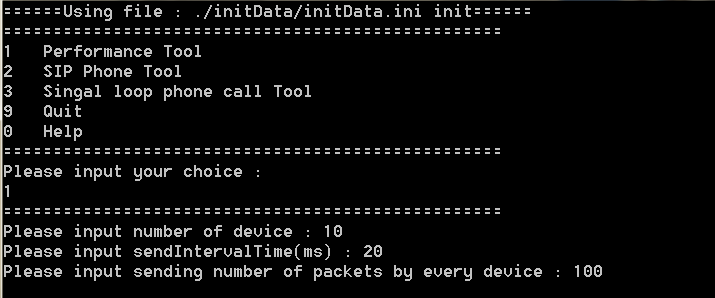 ======Using file : ./initData/initData.ini init======
--------------------------------------------------
1   Performance Tool
2   SIP Phone Tool
3   Singal loop phone call Tool
9   Quit
0   Help
--------------------------------------------------
Please input your choice :
1
--------------------------------------------------
Please input number of device : 10
Please input sendIntervalTime(ms) : 20
Please input sending number of packets by every device : 100